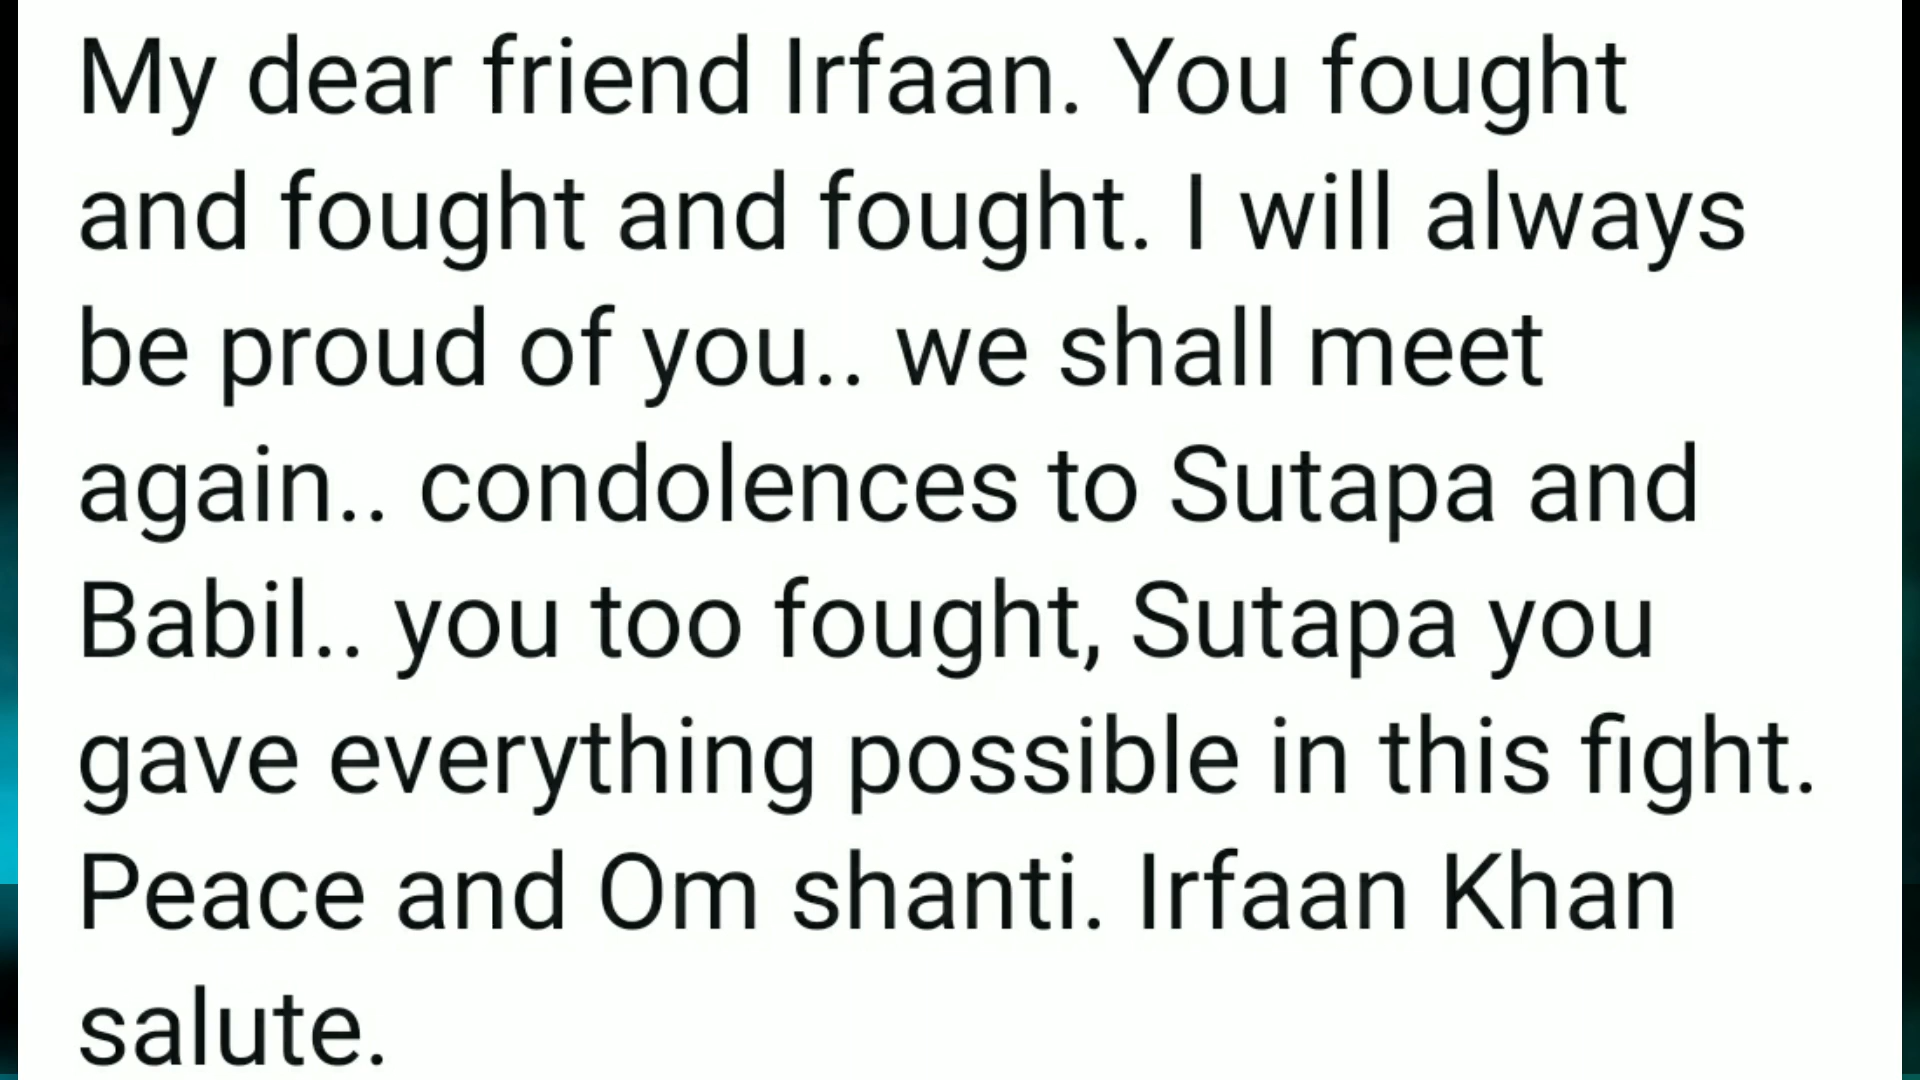 My dear friend Irfaan. You fought
and fought and fought. I will always
be proud of you.. we shall meet
again.. condolences to Sutapa and
Babil.. you too fought, Sutapa you
gave everything possible in this fight.
Peace and Om shanti. Irfaan Khan
salute.